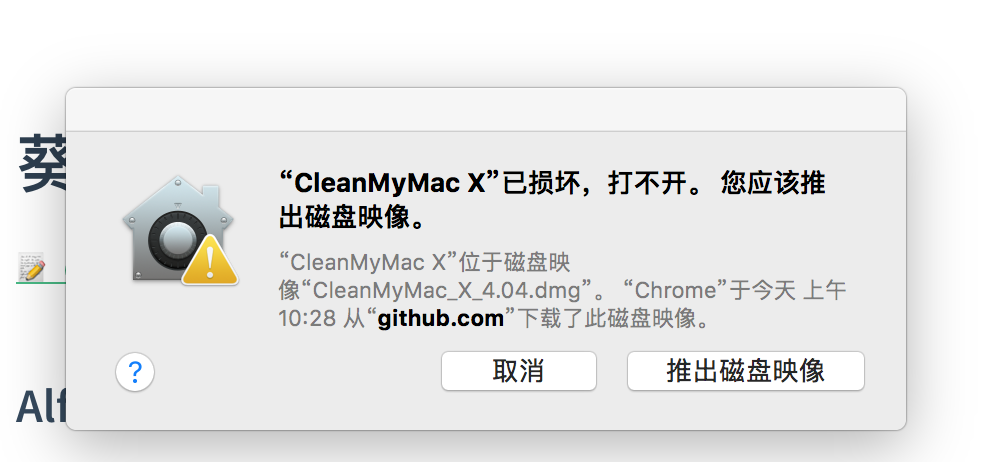 葵
“CleanMyMac X”已损坏，打不开。 您应该推
出磁盘映像。
“CleanMyMac X”位于磁盘映
像“CleanMyMac_X_4.04.dmg”。 “Chrome”于今天 上午
10:28 从“github.com”下载了此磁盘映像。
?
取消
推出磁盘映像
Alf